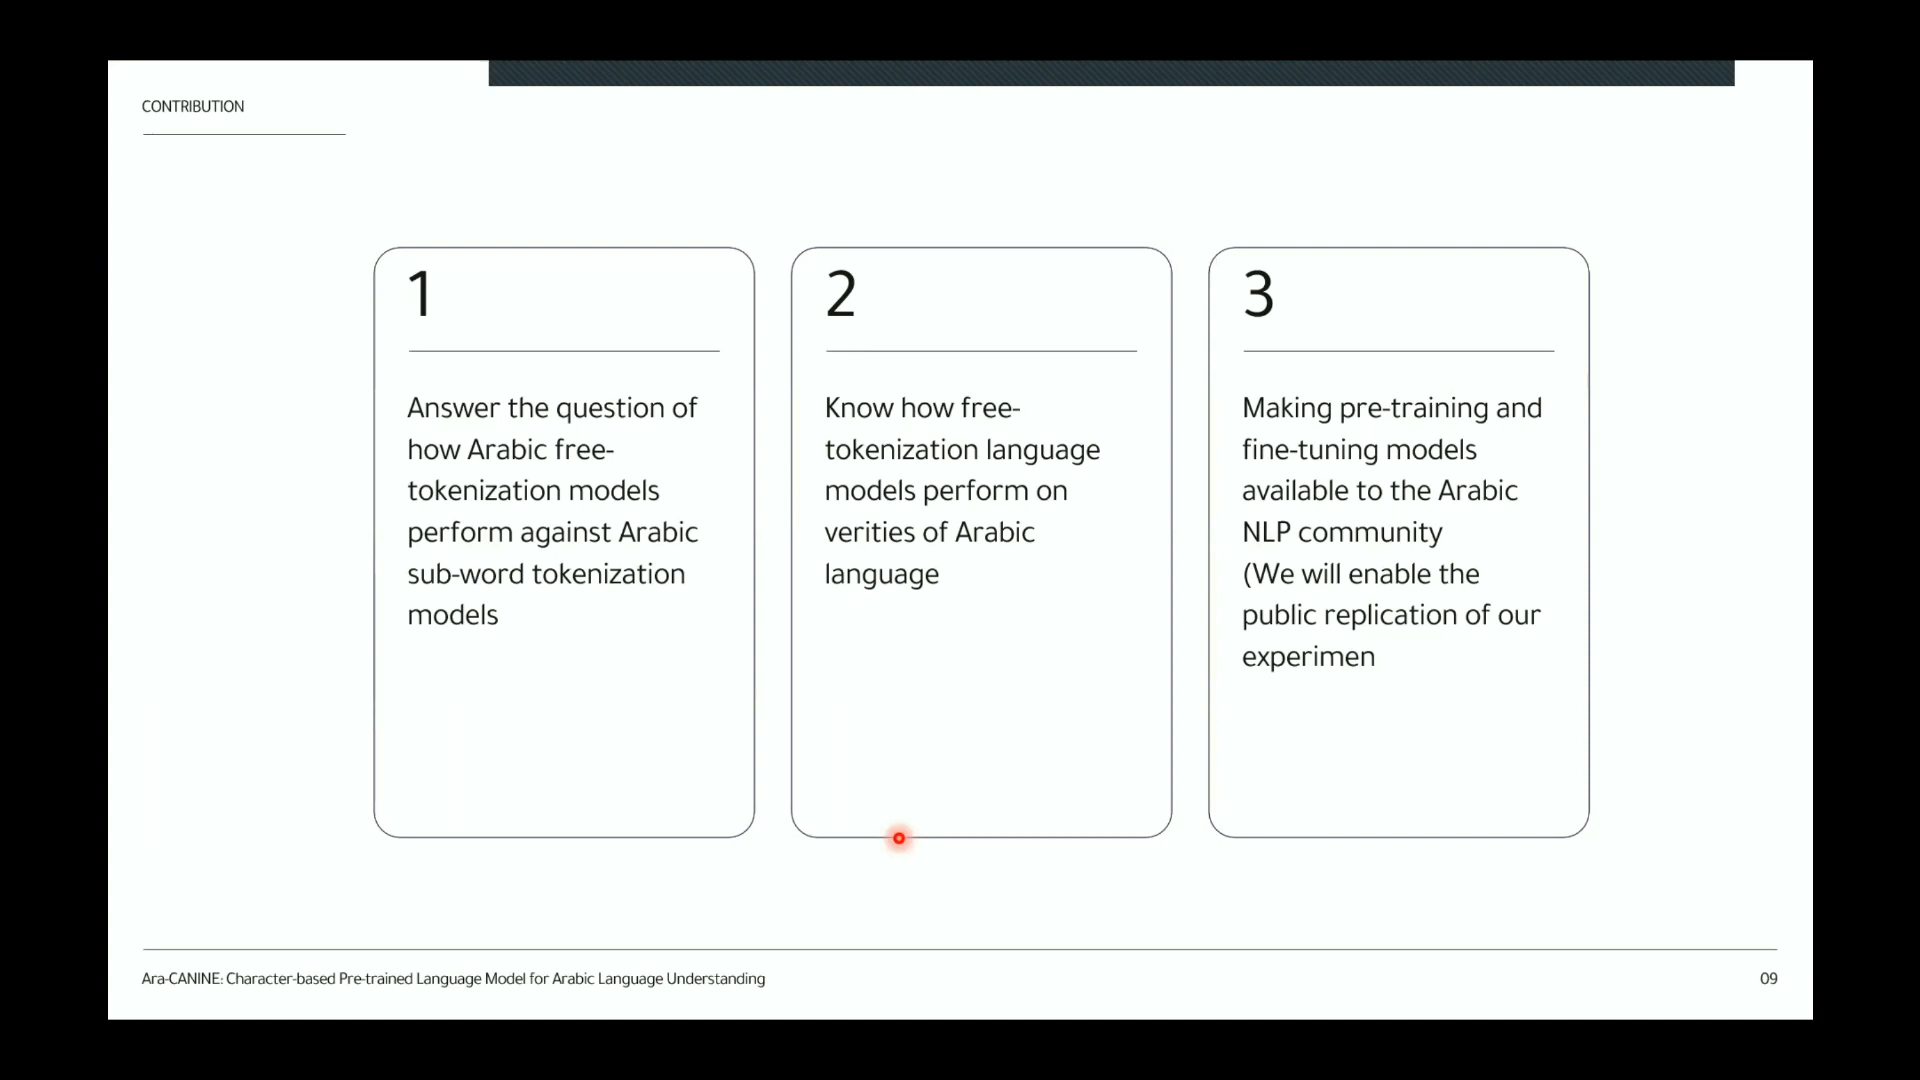 CONTRIBUTION
1
Answer the question of
how Arabic free-
tokenization models
perform against Arabic
sub-word tokenization
models
2
Know how free-
tokenization language
models perform on
verities of Arabic
language
3
Making pre-training and
fine-tuning models
available to the Arabic
NLP community
(We will enable the
public replication of our
experimen
Ara-CANINE: Character-based Pre-trained Language Model for Arabic Language Understanding
09